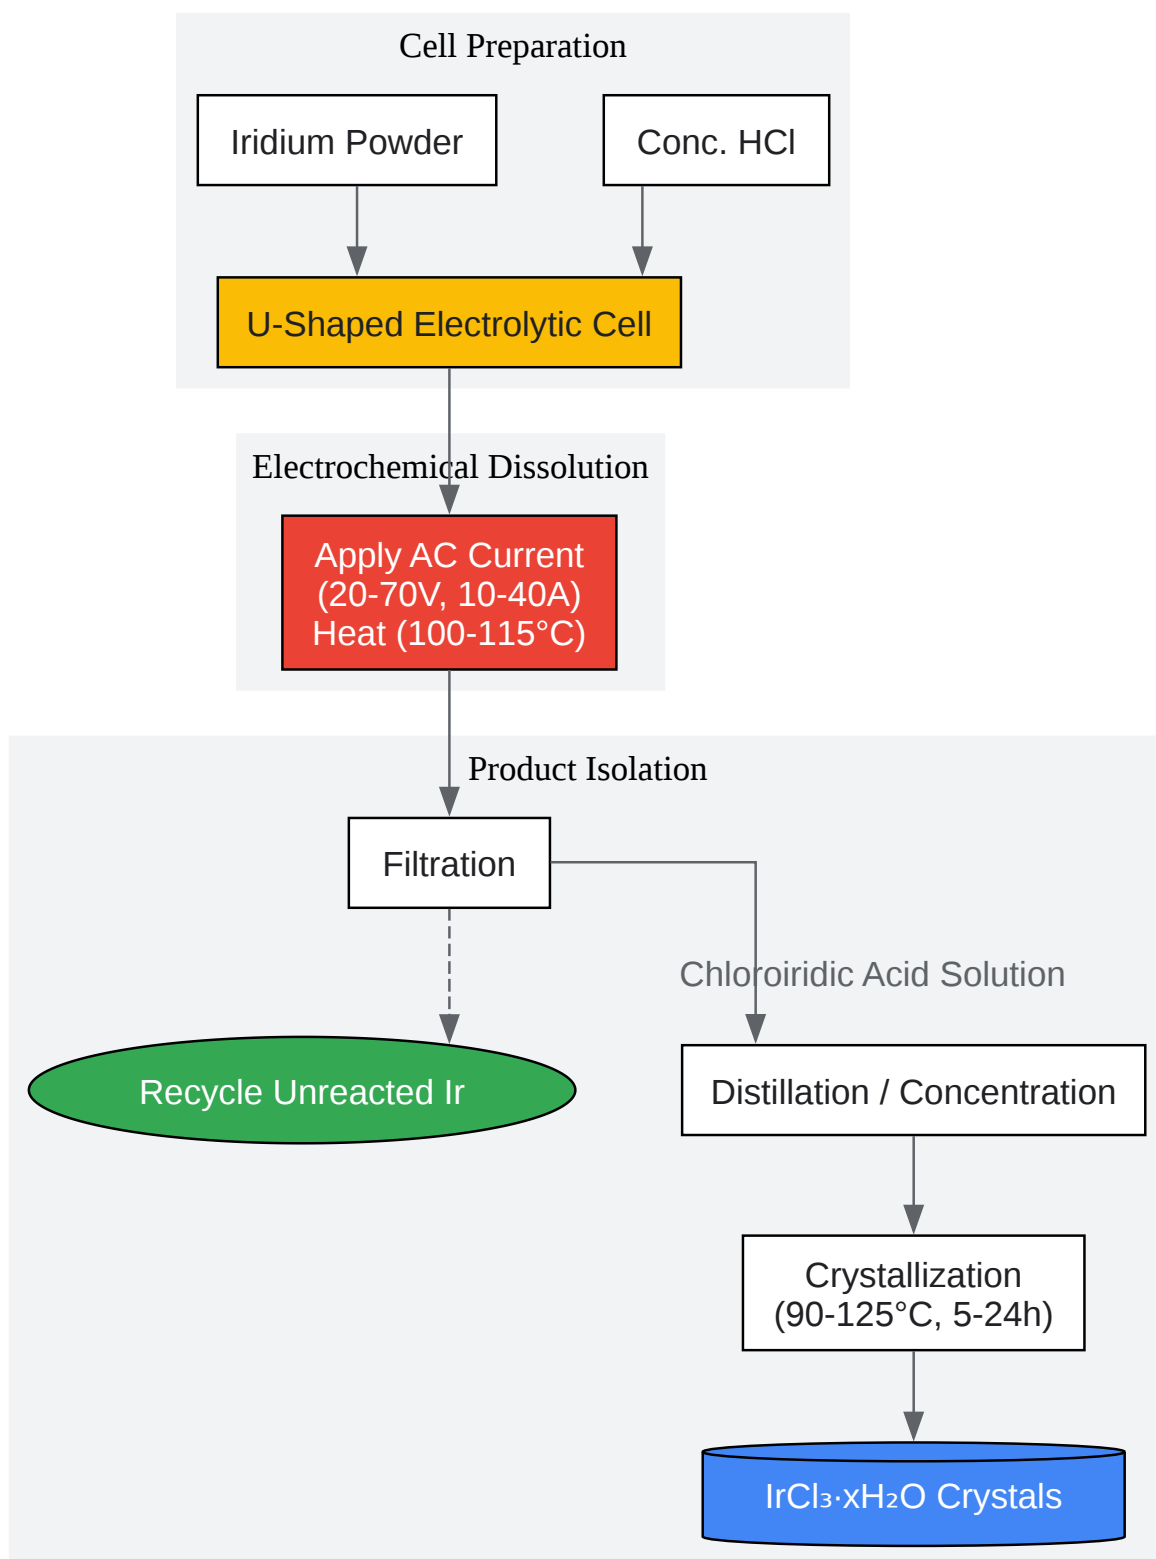 Cell Preparation
Iridium Powder
Conc. HCl
U-Shaped Electrolytic Cell
Electrochemical Dissolution
Apply AC Current
(20-70V, 10-40A)
Heat (100-115°C)
Product Isolation
Filtration
Chloroiridic Acid Solution
Recycle Unreacted Ir
Distillation / Concentration
Crystallization
(90-125°C, 5-24h)
IrCl₃·xH₂O Crystals